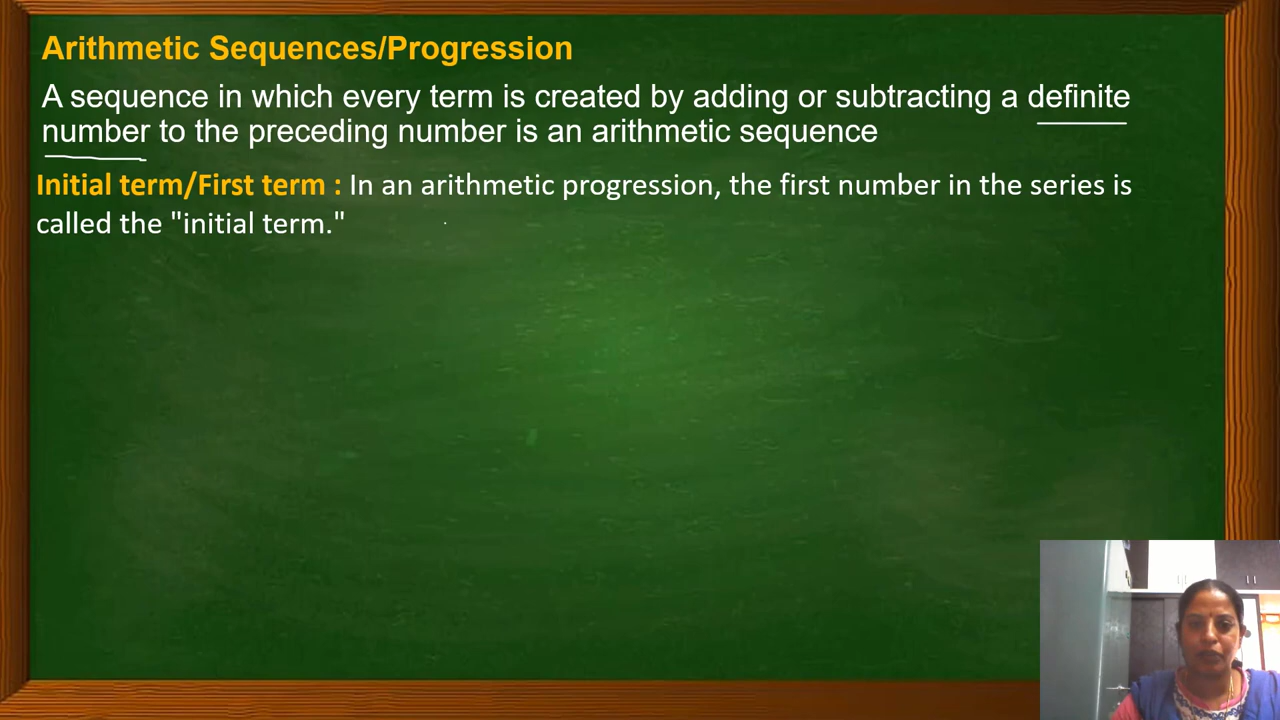 Arithmetic Sequences/Progression
A sequence in which every term is created by adding or subtracting a definite
number to the preceding number is an arithmetic sequence
Initial term/First term : In an arithmetic progression, the first number in the series is
called the "initial term."